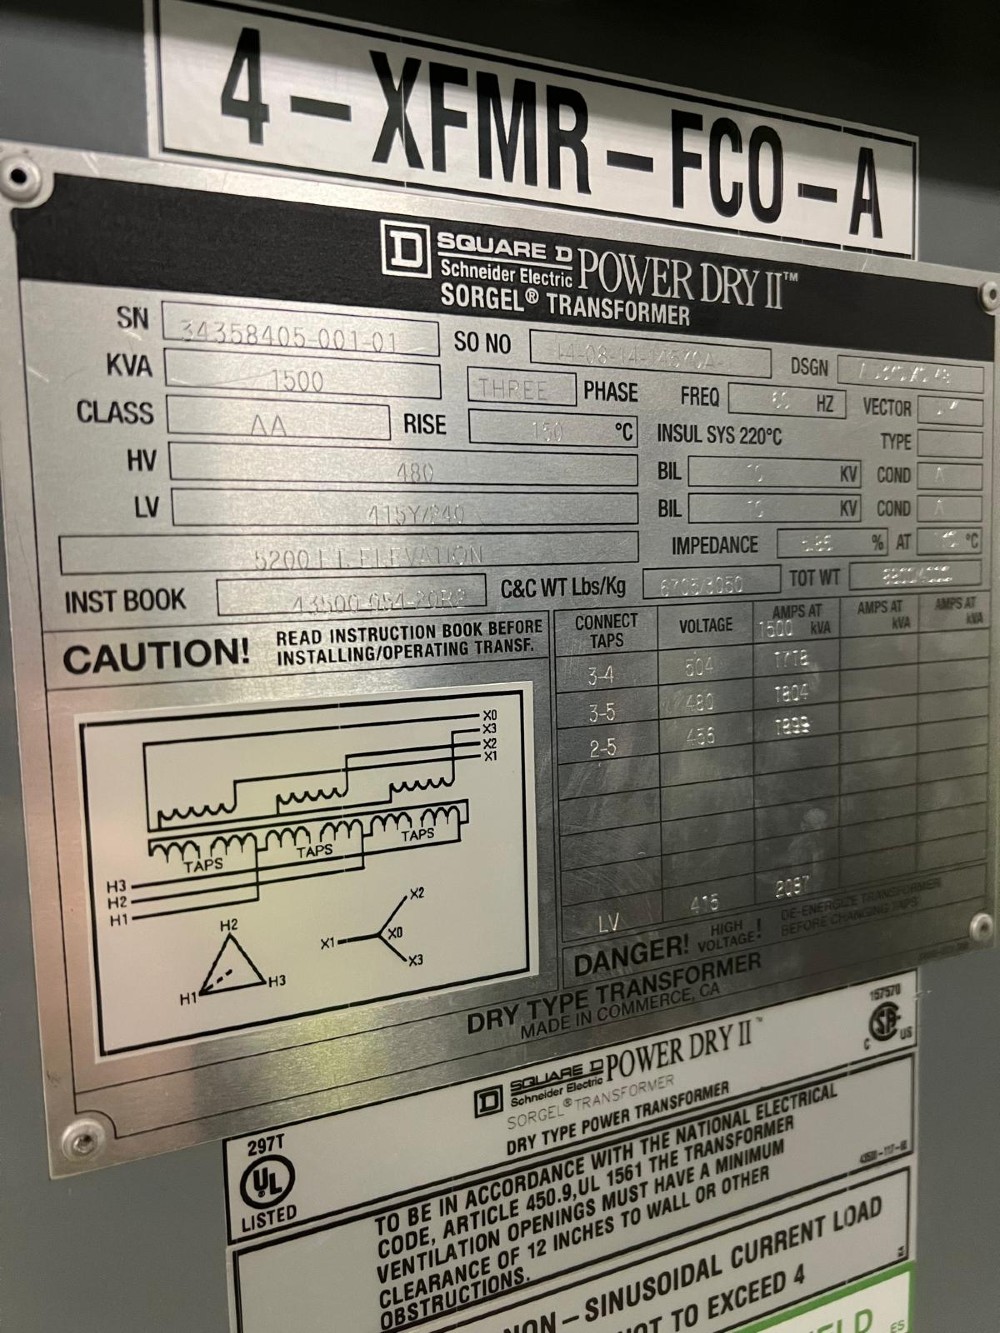 4-XFMR-FCO-A
D SQUARE D POWER DRY II™
Schneider Electric
SORGEL® TRANSFORMER
SN 34358405-001-01 SO NO DSGN
KVA 1500 THREE PHASE FREQ 60 HZ VECTOR
CLASS AA RISE 150 °C INSUL SYS 220°C TYPE
HV 480 BIL 10 KV COND A
LV 415Y/240 BIL 10 KV COND A
5200 FT. ELEVATION IMPEDANCE % AT °C
INST BOOK C&C WT Lbs/Kg 6705/3050 TOT WT
CAUTION! READ INSTRUCTION BOOK BEFORE
INSTALLING/OPERATING TRANSF.
CONNECT TAPS VOLTAGE AMPS AT 1500 kVA AMPS AT kVA AMPS AT kVA
3-4 504 1718
3-5 480 1804
2-5 456 1899
LV 415 2087
X0
X3
X2
X1
TAPS TAPS TAPS
H3
H2
H1
H2
H1 H3
X2
X1 X0
X3
DANGER! HIGH VOLTAGE! DE-ENERGIZE TRANSFORMER
BEFORE CHANGING TAPS
DRY TYPE TRANSFORMER
MADE IN COMMERCE, CA
157570
SA
C US
D SQUARE D POWER DRY II™
Schneider Electric
SORGEL® TRANSFORMER
DRY TYPE POWER TRANSFORMER
297T
UL
LISTED
TO BE IN ACCORDANCE WITH THE NATIONAL ELECTRICAL
CODE, ARTICLE 450.9,UL 1561 THE TRANSFORMER
VENTILATION OPENINGS MUST HAVE A MINIMUM
CLEARANCE OF 12 INCHES TO WALL OR OTHER
OBSTRUCTIONS.
NON-SINUSOIDAL CURRENT LOAD
NOT TO EXCEED 4
ES